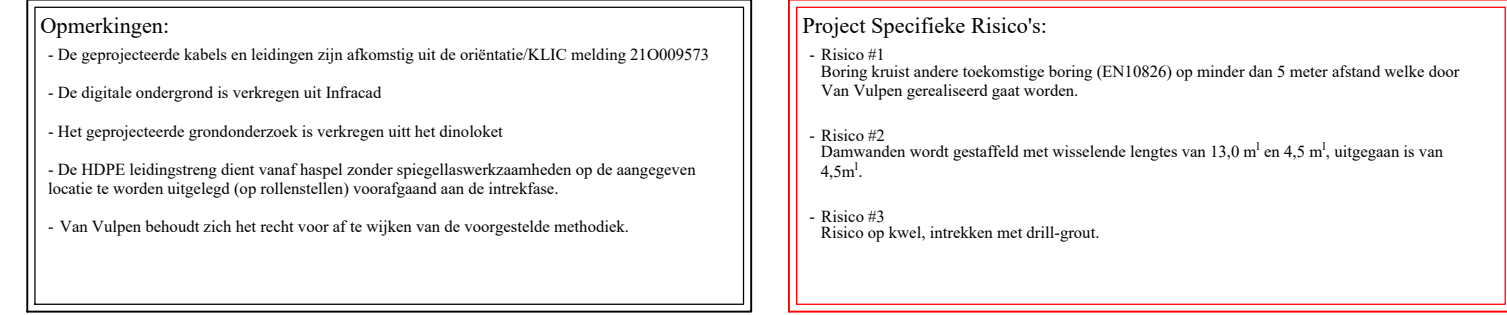 Opmerkingen:
- De geprojecteerde kabels en leidingen zijn afkomstig uit de oriëntatie/KLIC melding 21O009573
- De digitale ondergrond is verkregen uit Infracad
- Het geprojecteerde grondonderzoek is verkregen uitt het dinoloket
- De HDPE leidingstreng dient vanaf haspel zonder spiegellaswerkzaamheden op de aangegeven
locatie te worden uitgelegd (op rollenstellen) voorafgaand aan de intrekfase.
- Van Vulpen behoudt zich het recht voor af te wijken van de voorgestelde methodiek.
Project Specifieke Risico's:
- Risico #1
Boring kruist andere toekomstige boring (EN10826) op minder dan 5 meter afstand welke door
Van Vulpen gerealiseerd gaat worden.
- Risico #2
Damwanden wordt gestaffeld met wisselende lengtes van 13,0 m¹ en 4,5 m¹, uitgegaan is van
4,5m¹.
- Risico #3
Risico op kwel, intrekken met drill-grout.